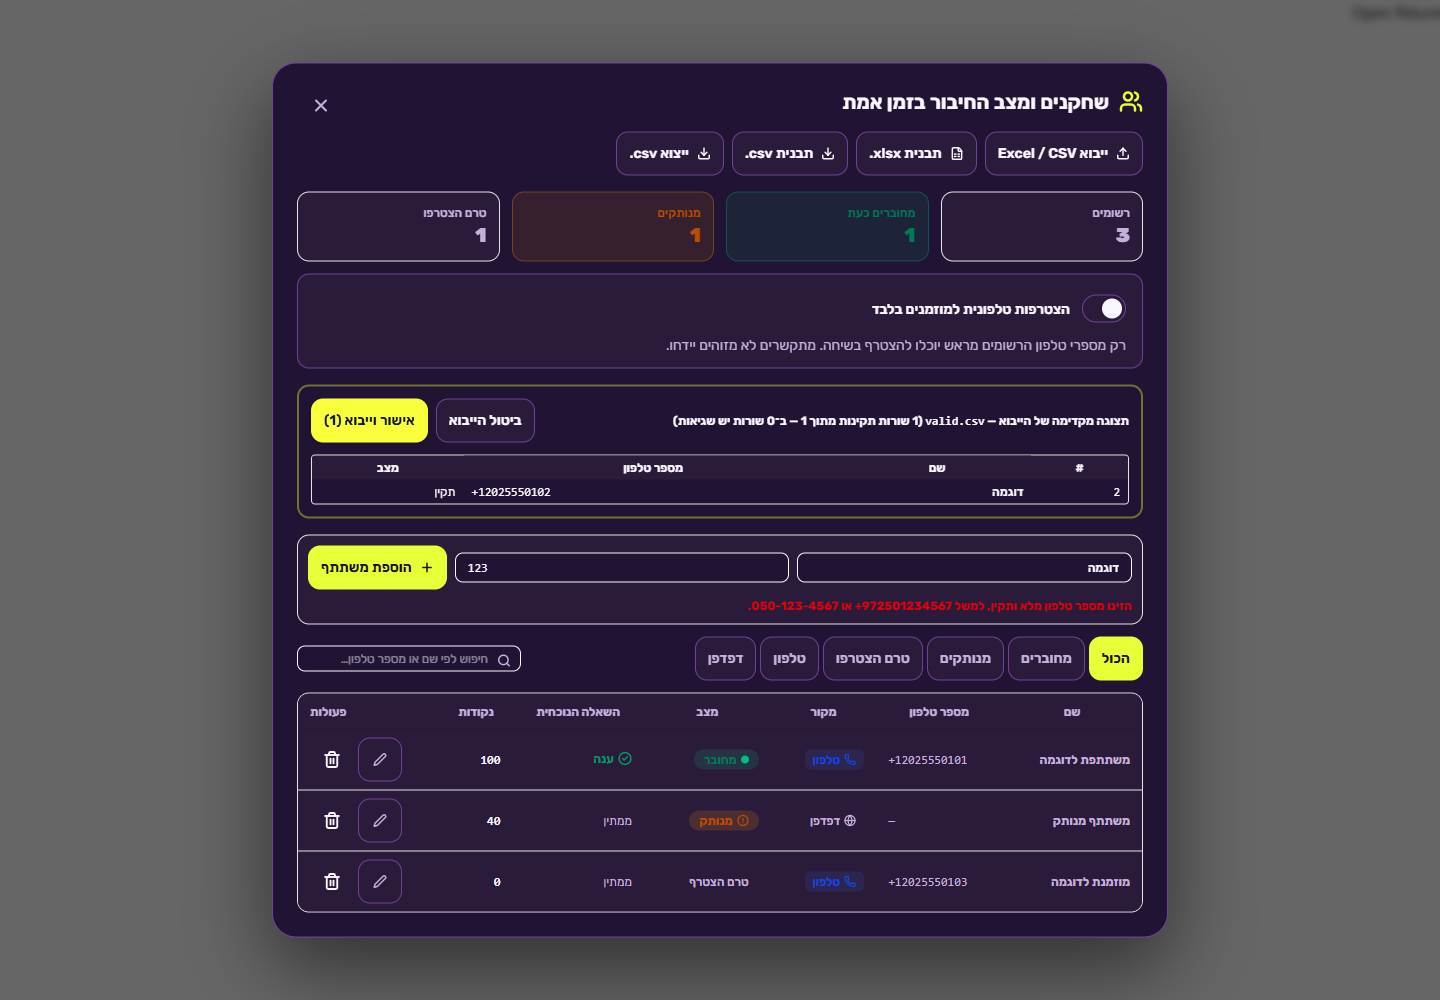 שחקנים ומצב החיבור בזמן אמת
ייבוא Excel / CSV
תבנית xlsx.
תבנית csv.
ייצוא csv.
רשומים
3
מחוברים כעת
1
מנותקים
1
טרם הצטרפו
1
הצטרפות טלפונית למוזמנים בלבד
רק מספרי טלפון הרשומים מראש יוכלו להצטרף בשיחה. מתקשרים לא מזוהים יידחו.
תצוגה מקדימה של הייבוא — valid.csv (1 שורות תקינות מתוך 1 — ב־0 שורות יש שגיאות)
ביטול הייבוא
אישור וייבוא (1)
# שם מספר טלפון מצב
2 דוגמה +12025550102 תקין
דוגמה
123
הוספת משתתף
הזינו מספר טלפון מלא ותקין, למשל 972501234567+ או 050-123-4567.
הכול
מחוברים
מנותקים
טרם הצטרפו
טלפון
דפדפן
חיפוש לפי שם או מספר טלפון...
שם מספר טלפון מקור מצב השאלה הנוכחית נקודות פעולות
משתתפת לדוגמה +12025550101 טלפון מחובר ענה 100
משתתף מנותק — דפדפן מנותק ממתין 40
מוזמנת לדוגמה +12025550103 טלפון טרם הצטרף ממתין 0